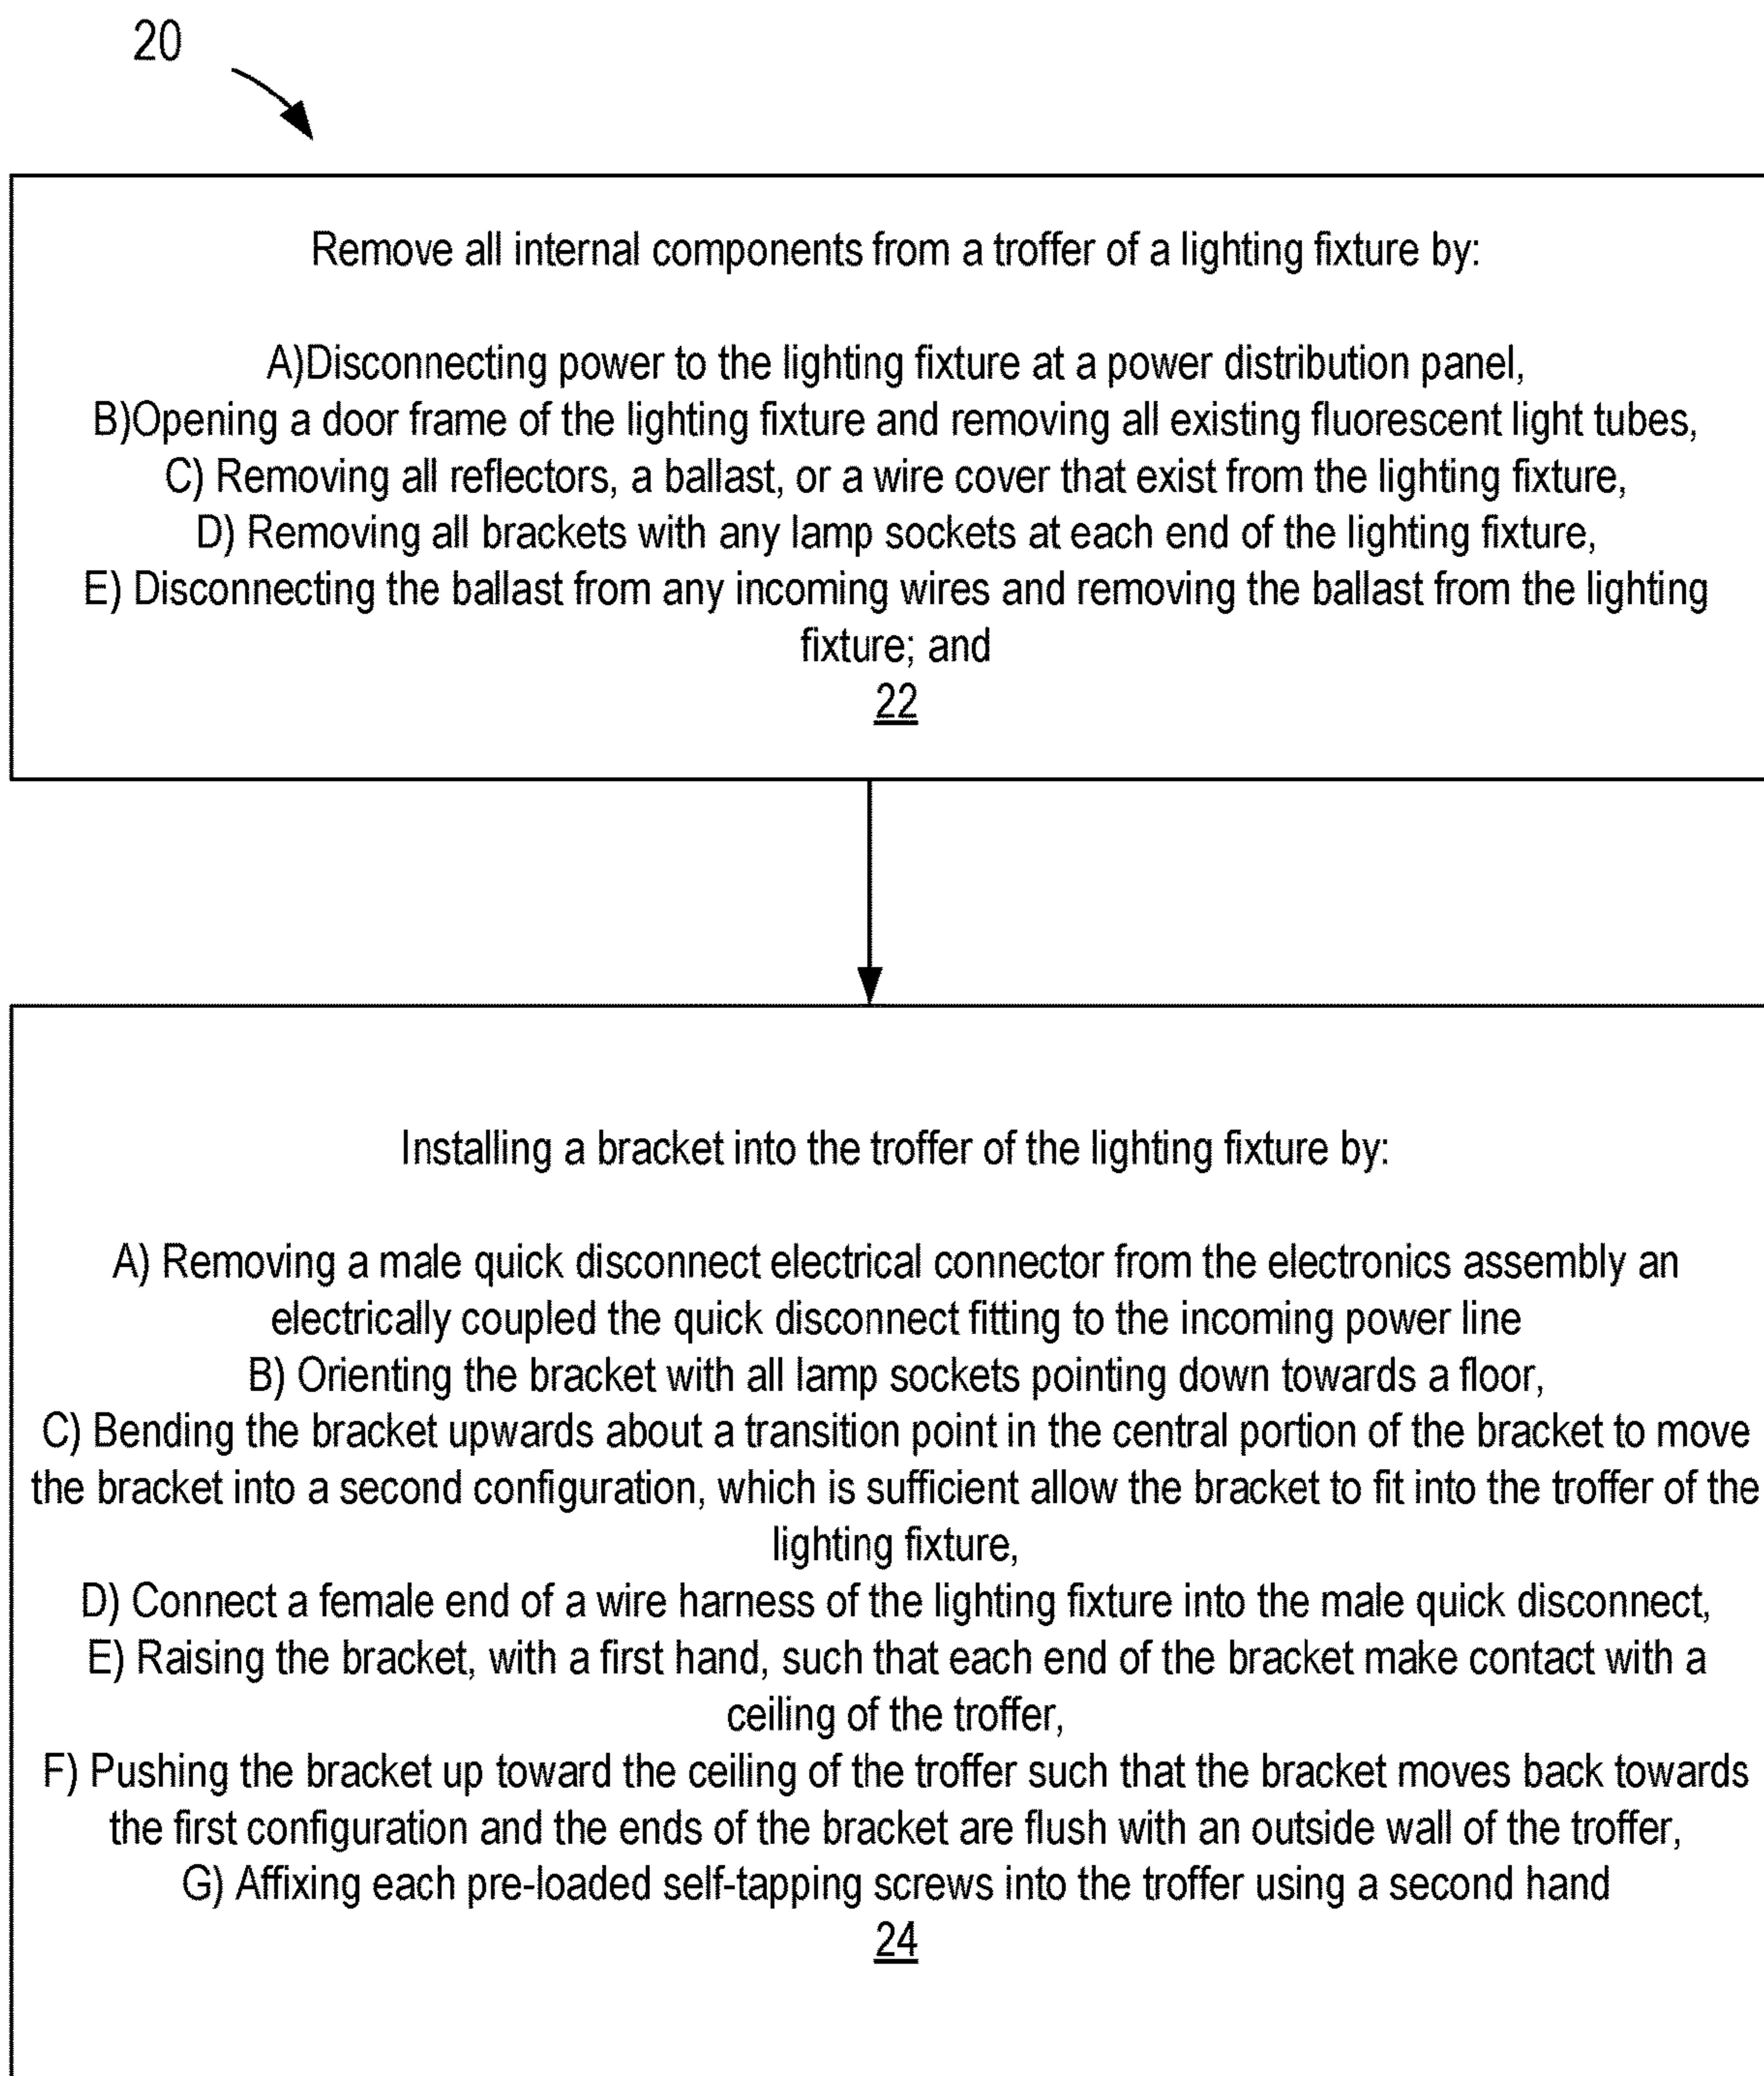 20
Remove all internal components from a troffer of a lighting fixture by:
A)Disconnecting power to the lighting fixture at a power distribution panel,
B)Opening a door frame of the lighting fixture and removing all existing fluorescent light tubes,
C) Removing all reflectors, a ballast, or a wire cover that exist from the lighting fixture,
D) Removing all brackets with any lamp sockets at each end of the lighting fixture,
E) Disconnecting the ballast from any incoming wires and removing the ballast from the lighting
fixture; and
22
Installing a bracket into the troffer of the lighting fixture by:
A) Removing a male quick disconnect electrical connector from the electronics assembly an
electrically coupled the quick disconnect fitting to the incoming power line
B) Orienting the bracket with all lamp sockets pointing down towards a floor,
C) Bending the bracket upwards about a transition point in the central portion of the bracket to move
the bracket into a second configuration, which is sufficient allow the bracket to fit into the troffer of the
lighting fixture,
D) Connect a female end of a wire harness of the lighting fixture into the male quick disconnect,
E) Raising the bracket, with a first hand, such that each end of the bracket make contact with a
ceiling of the troffer,
F) Pushing the bracket up toward the ceiling of the troffer such that the bracket moves back towards
the first configuration and the ends of the bracket are flush with an outside wall of the troffer,
G) Affixing each pre-loaded self-tapping screws into the troffer using a second hand
24